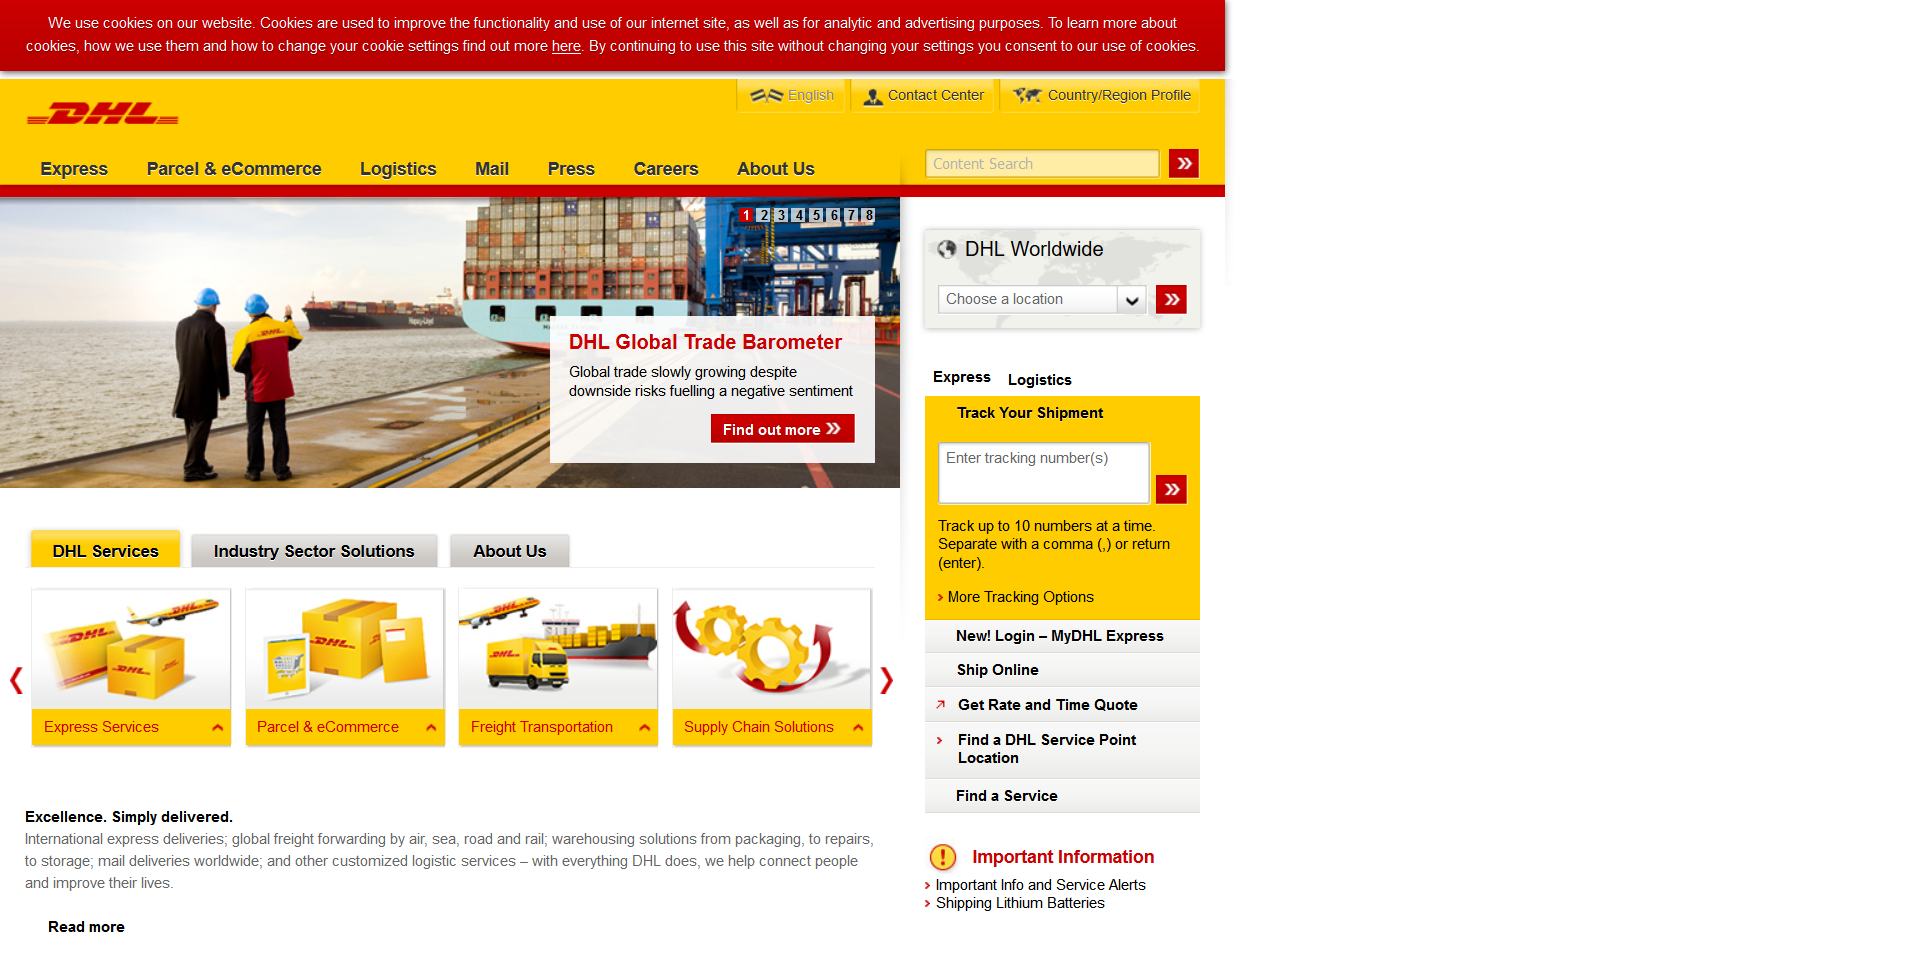 We use cookies on our website. Cookies are used to improve the functionality and use of our internet site, as well as for analytic and advertising purposes. To learn more about
cookies, how we use them and how to change your cookie settings find out more here. By continuing to use this site without changing your settings you consent to our use of cookies.
English
Contact Center
Country/Region Profile
DHL
Express
Parcel & eCommerce
Logistics
Mail
Press
Careers
About Us
Content Search
1 2 3 4 5 6 7 8
Hapag-Lloyd
DHL
DHL Global Trade Barometer
Global trade slowly growing despite
downside risks fuelling a negative sentiment
Find out more
DHL Worldwide
Choose a location
Express
Logistics
Track Your Shipment
Enter tracking number(s)
Track up to 10 numbers at a time.
Separate with a comma (,) or return
(enter).
More Tracking Options
New! Login – MyDHL Express
Ship Online
Get Rate and Time Quote
Find a DHL Service Point
Location
Find a Service
Important Information
Important Info and Service Alerts
Shipping Lithium Batteries
DHL Services
Industry Sector Solutions
About Us
DHL
DHL
DHL
DHL
DHL
DHL
Express Services
Parcel & eCommerce
Freight Transportation
Supply Chain Solutions
Excellence. Simply delivered.
International express deliveries; global freight forwarding by air, sea, road and rail; warehousing solutions from packaging, to repairs,
to storage; mail deliveries worldwide; and other customized logistic services – with everything DHL does, we help connect people
and improve their lives.
Read more